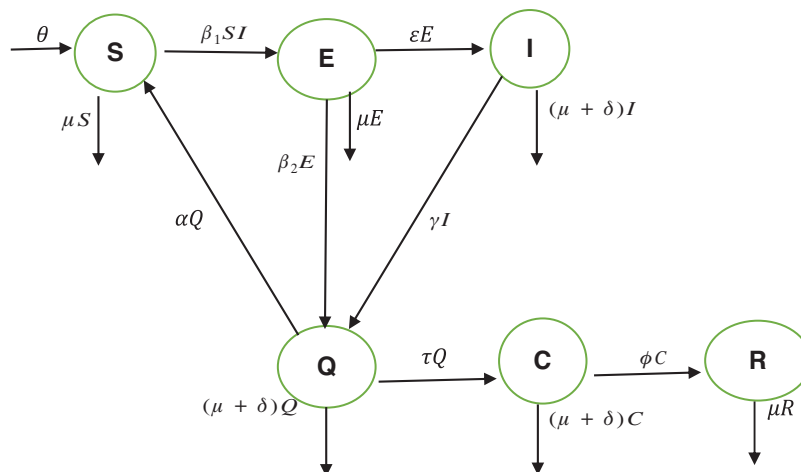 θ
S
β₁SI
E
εE
I
μS
μE
(μ + δ)I
β₂E
αQ
γI
Q
τQ
C
ϕC
R
(μ + δ)Q
(μ + δ)C
μR